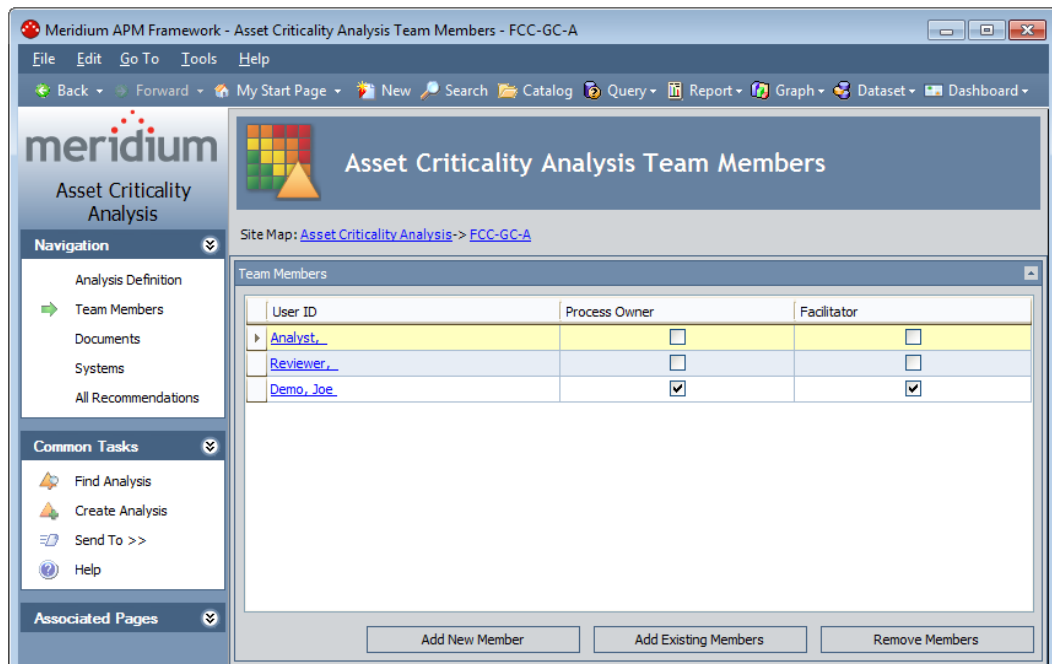 Meridium APM Framework - Asset Criticality Analysis Team Members - FCC-GC-A
File Edit Go To Tools Help
Back Forward My Start Page New Search Catalog Query Report Graph Dataset Dashboard
meridium
Asset Criticality
Analysis
Navigation
Analysis Definition
Team Members
Documents
Systems
All Recommendations
Common Tasks
Find Analysis
Create Analysis
Send To >>
Help
Associated Pages
Asset Criticality Analysis Team Members
Site Map: Asset Criticality Analysis-> FCC-GC-A
Team Members
User ID Process Owner Facilitator
Analyst, _
Reviewer, _
Demo, Joe
Add New Member Add Existing Members Remove Members